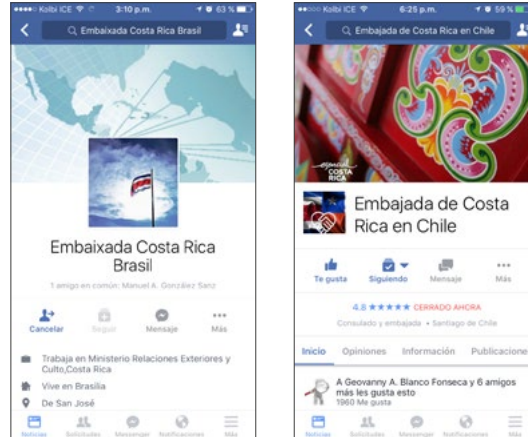 Kolbi ICE 3:10 p.m. 63 %
Embaixada Costa Rica Brasil
Embaixada Costa Rica
Brasil
1 amigo en común: Manuel A. González Sanz
Cancelar Seguir Mensaje Más
Trabaja en Ministerio Relaciones Exteriores y
Culto,Costa Rica
Vive en Brasilia
De San José
Noticias Solicitudes Messenger Notificaciones Más
Kolbi ICE 6:25 p.m. 59 %
Embajada de Costa Rica en Chile
esencial
COSTA
RICA
Embajada de Costa
Rica en Chile
Te gusta Siguiendo Mensaje Más
4.8 ★★★★★ CERRADO AHORA
Consulado y embajada • Santiago de Chile
Inicio Opiniones Información Publicacione
A Geovanny A. Blanco Fonseca y 6 amigos
más les gusta esto
1960 Me gusta
Noticias Solicitudes Messenger Notificaciones Más